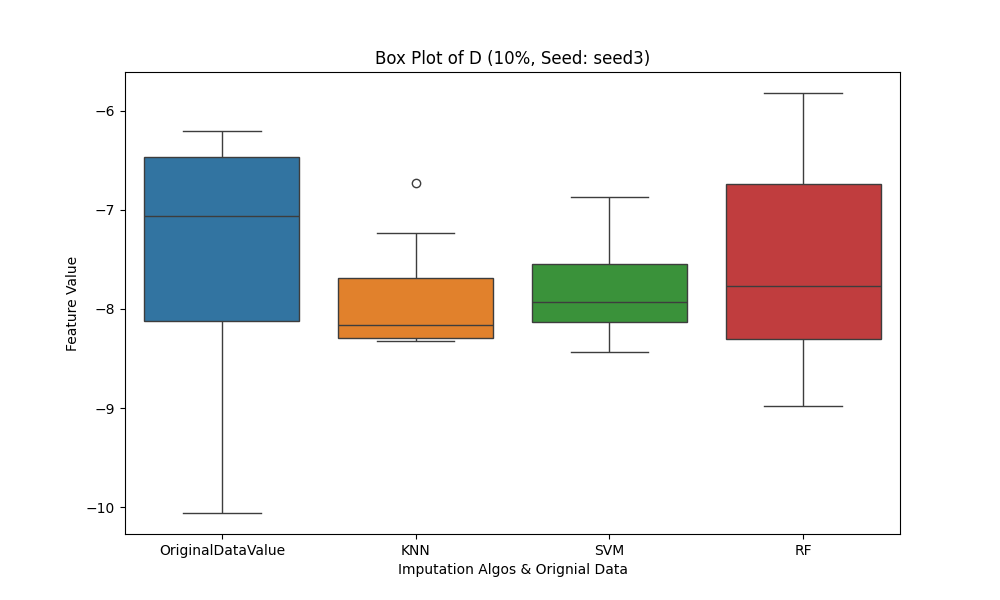 Box Plot of D (10%, Seed: seed3)
Feature Value
−6
−7
−8
−9
−10
OriginalDataValue
KNN
SVM
RF
Imputation Algos & Orignial Data